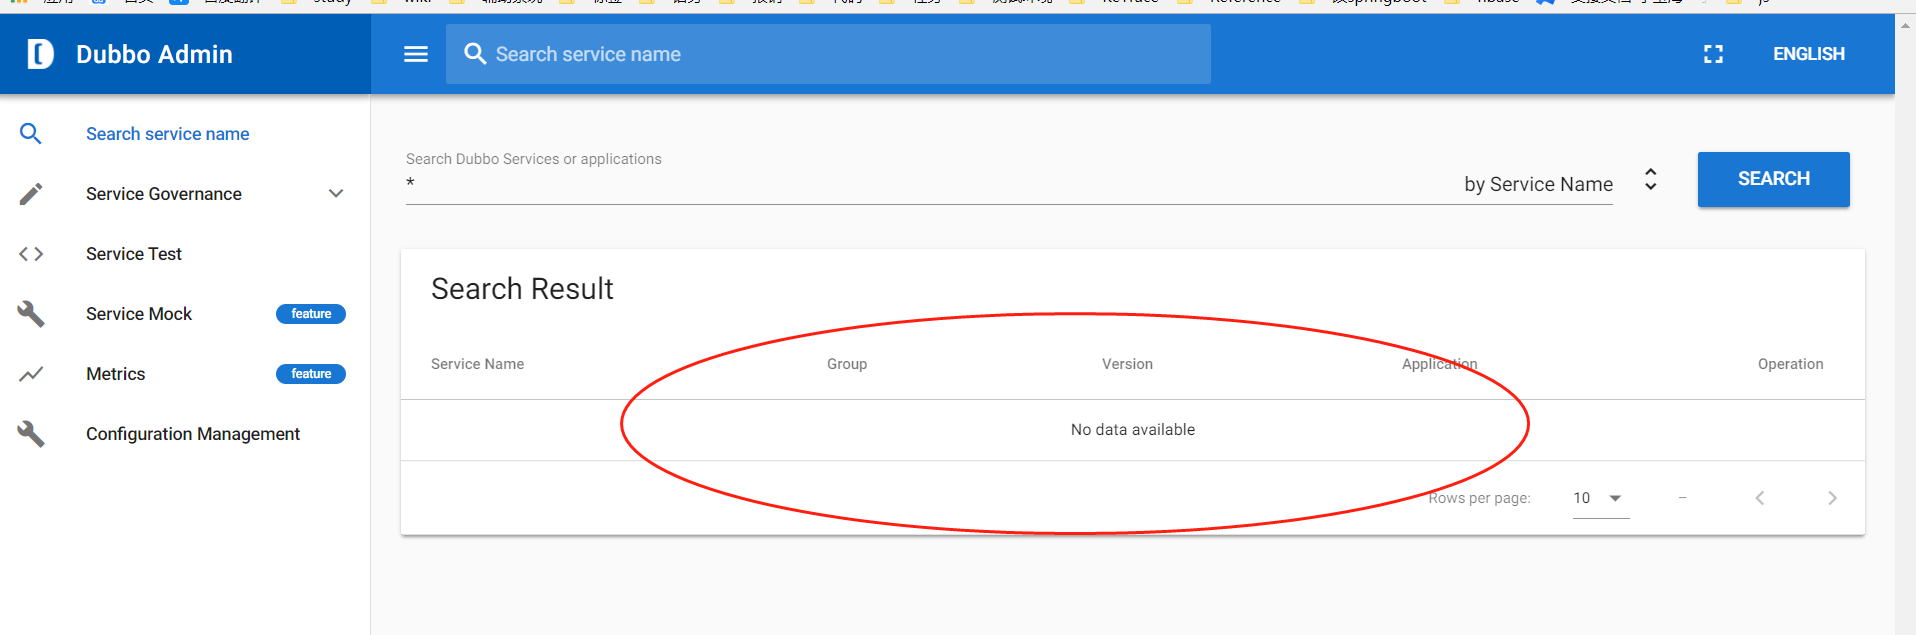 Dubbo Admin
Search service name
ENGLISH
Search service name
Service Governance
Service Test
Service Mock feature
Metrics feature
Configuration Management
Search Dubbo Services or applications
* by Service Name
SEARCH
Search Result
Service Name Group Version Application Operation
No data available
Rows per page: 10 –